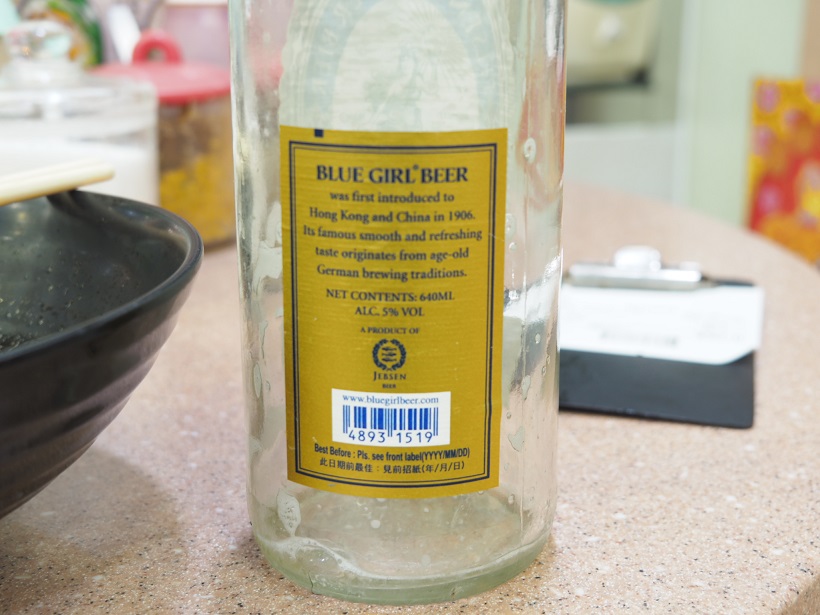 BLUE GIRL® BEER
was first introduced to
Hong Kong and China in 1906.
Its famous smooth and refreshing
taste originates from age-old
German brewing traditions.
NET CONTENTS: 640ML
ALC. 5% VOL
A PRODUCT OF
JEBSEN
BEER
www.bluegirlbeer.com
4893 1519
Best Before : Pls. see front label(YYYY/MM/DD)
此日期前最佳：見前招紙(年/月/日)